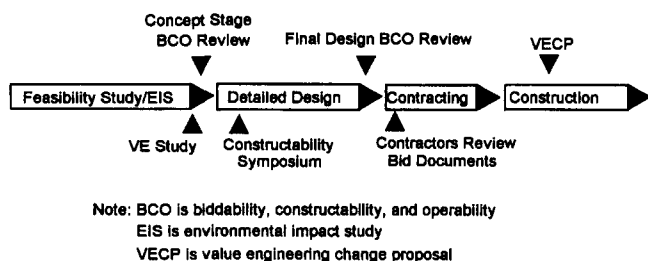 Concept Stage
BCO Review
Final Design BCO Review
VECP
Feasibility Study/EIS
Detailed Design
Contracting
Construction
VE Study
Constructability
Symposium
Contractors Review
Bid Documents
Note: BCO is biddability, constructability, and operability
EIS is environmental impact study
VECP is value engineering change proposal